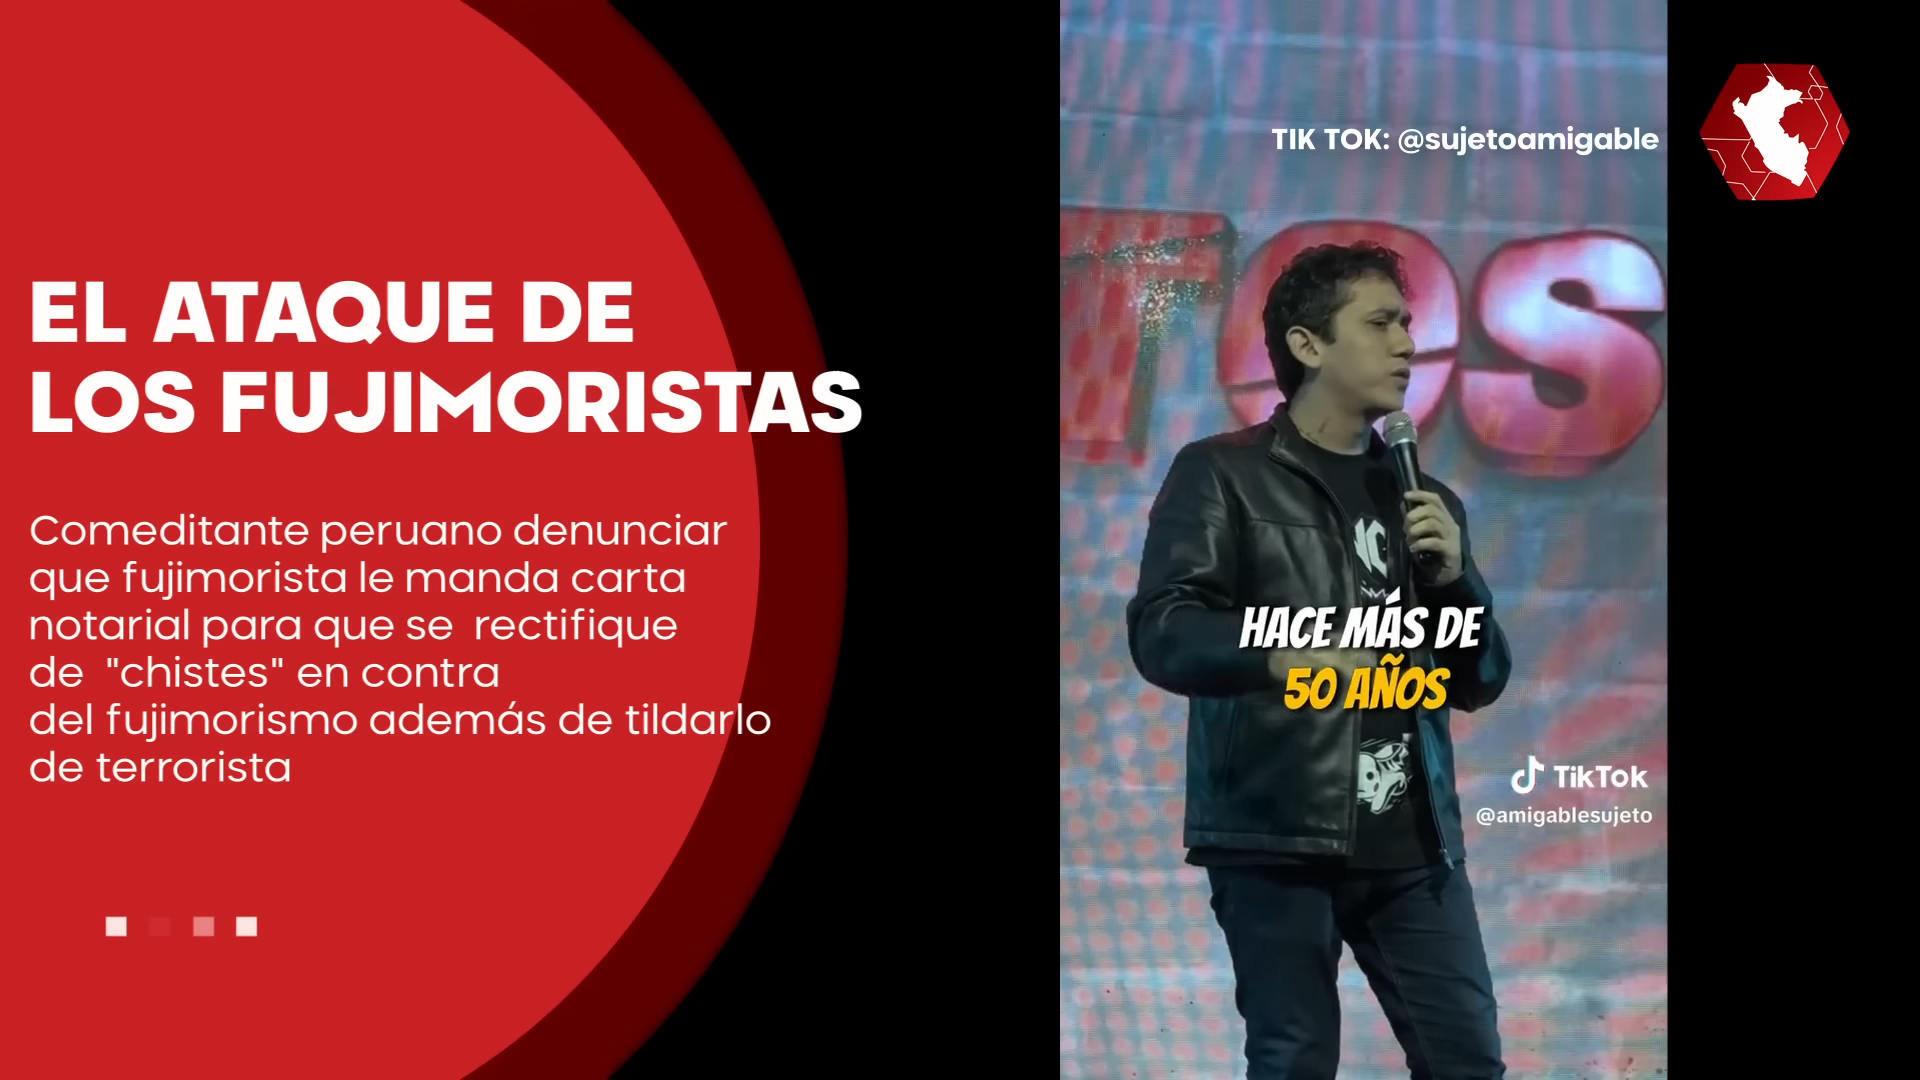 EL ATAQUE DE
LOS FUJIMORISTAS
Comeditante peruano denunciar
que fujimorista le manda carta
notarial para que se rectifique
de "chistes" en contra
del fujimorismo además de tildarlo
de terrorista
TIK TOK: @sujetoamigable
Tes
HACE MÁS DE
50 AÑOS
TikTok
@amigablesujeto